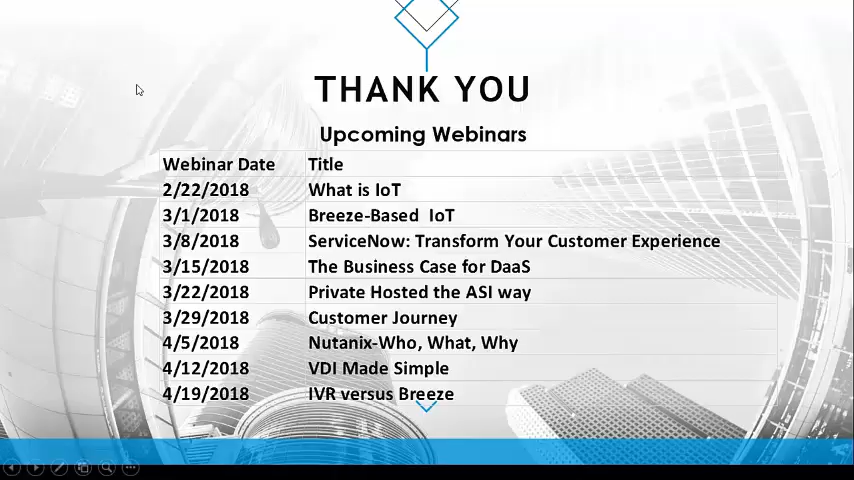 THANK YOU
Upcoming Webinars
Webinar Date Title
2/22/2018 What is IoT
3/1/2018 Breeze-Based IoT
3/8/2018 ServiceNow: Transform Your Customer Experience
3/15/2018 The Business Case for DaaS
3/22/2018 Private Hosted the ASI way
3/29/2018 Customer Journey
4/5/2018 Nutanix-Who, What, Why
4/12/2018 VDI Made Simple
4/19/2018 IVR versus Breeze